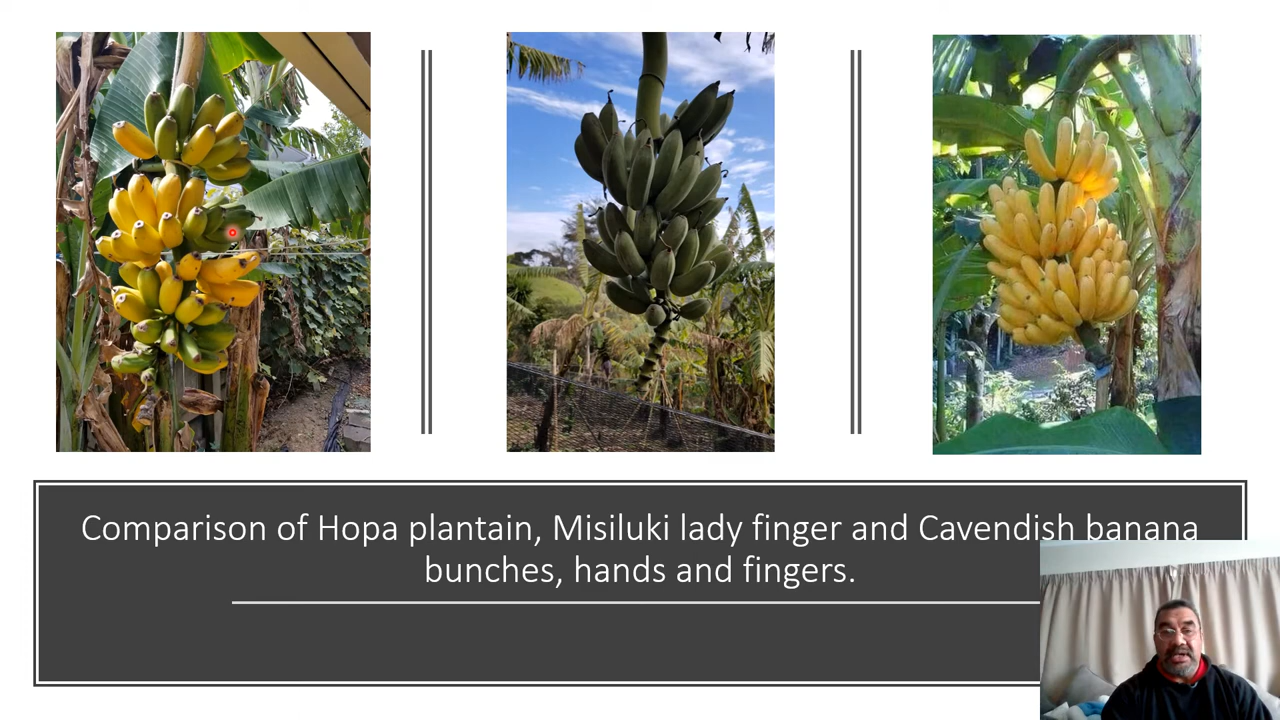 Comparison of Hopa plantain, Misiluki lady finger and Cavendish banana
bunches, hands and fingers.